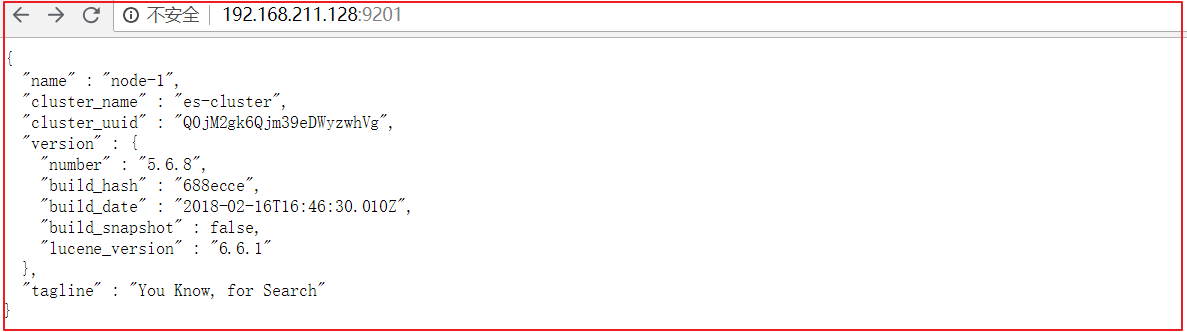 不安全 192.168.211.128:9201
{
"name" : "node-1",
"cluster_name" : "es-cluster",
"cluster_uuid" : "Q0jM2gk6Qjm39eDWyzwhVg",
"version" : {
"number" : "5.6.8",
"build_hash" : "688ecce",
"build_date" : "2018-02-16T16:46:30.010Z",
"build_snapshot" : false,
"lucene_version" : "6.6.1"
},
"tagline" : "You Know, for Search"
}